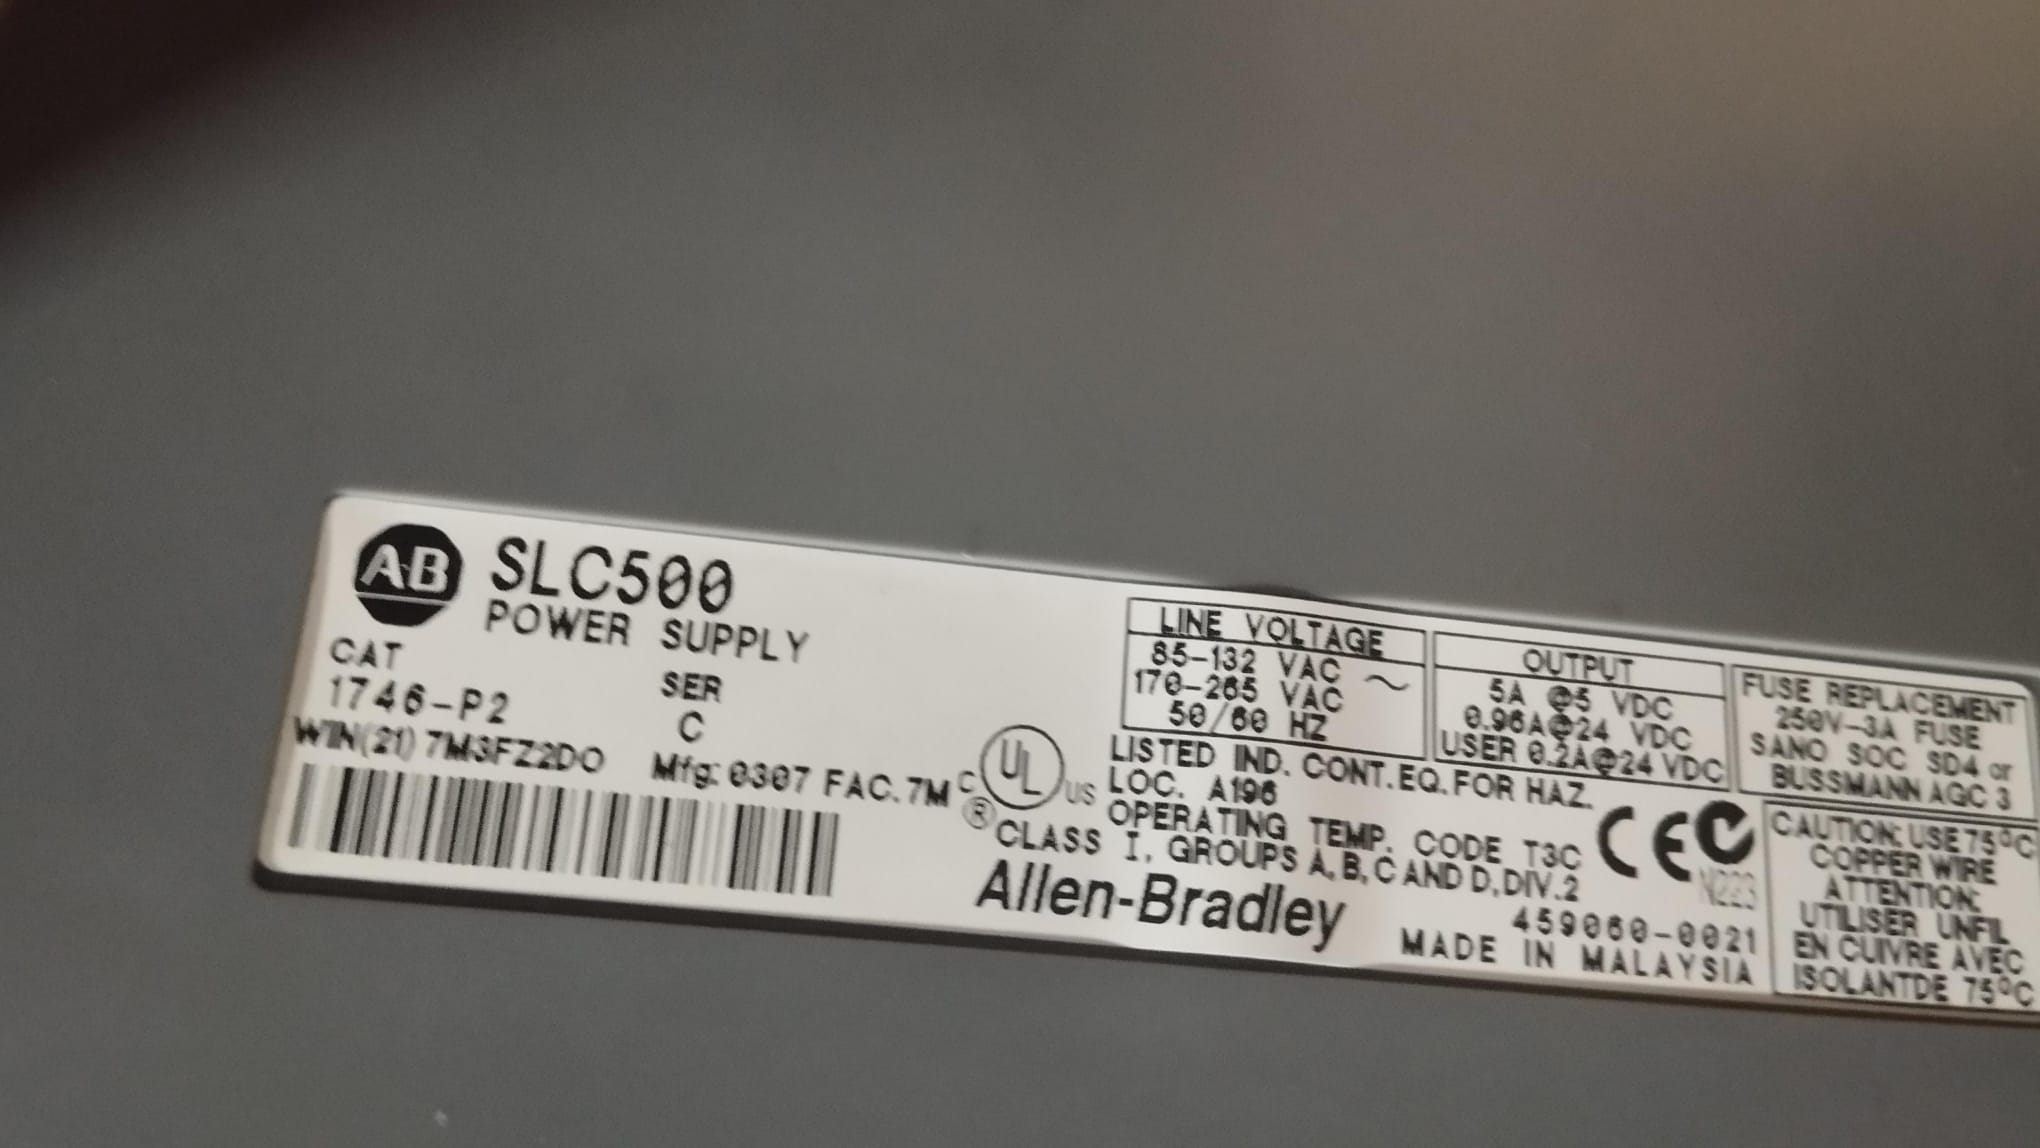 AB
SLC500
POWER SUPPLY
CAT
1746-P2
SER
C
WIN(21) 7M3FZ2DO
Mfg: 0307 FAC. 7M
LINE VOLTAGE
85-132 VAC
170-265 VAC ~
50/60 HZ
OUTPUT
5A @5 VDC
0.96A@24 VDC
USER 0.2A@24 VDC
FUSE REPLACEMENT
250V-3A FUSE
SANO SOC SD4 or
BUSSMANN AGC 3
C UL US ®
LISTED IND. CONT. EQ. FOR HAZ.
LOC. A196
OPERATING TEMP. CODE T3C
CLASS I, GROUPS A, B, C AND D, DIV.2
CE
N223
Allen-Bradley
459060-0021
MADE IN MALAYSIA
CAUTION: USE 75°C
COPPER WIRE
ATTENTION:
UTILISER UNFIL
EN CUIVRE AVEC
ISOLANTDE 75°C